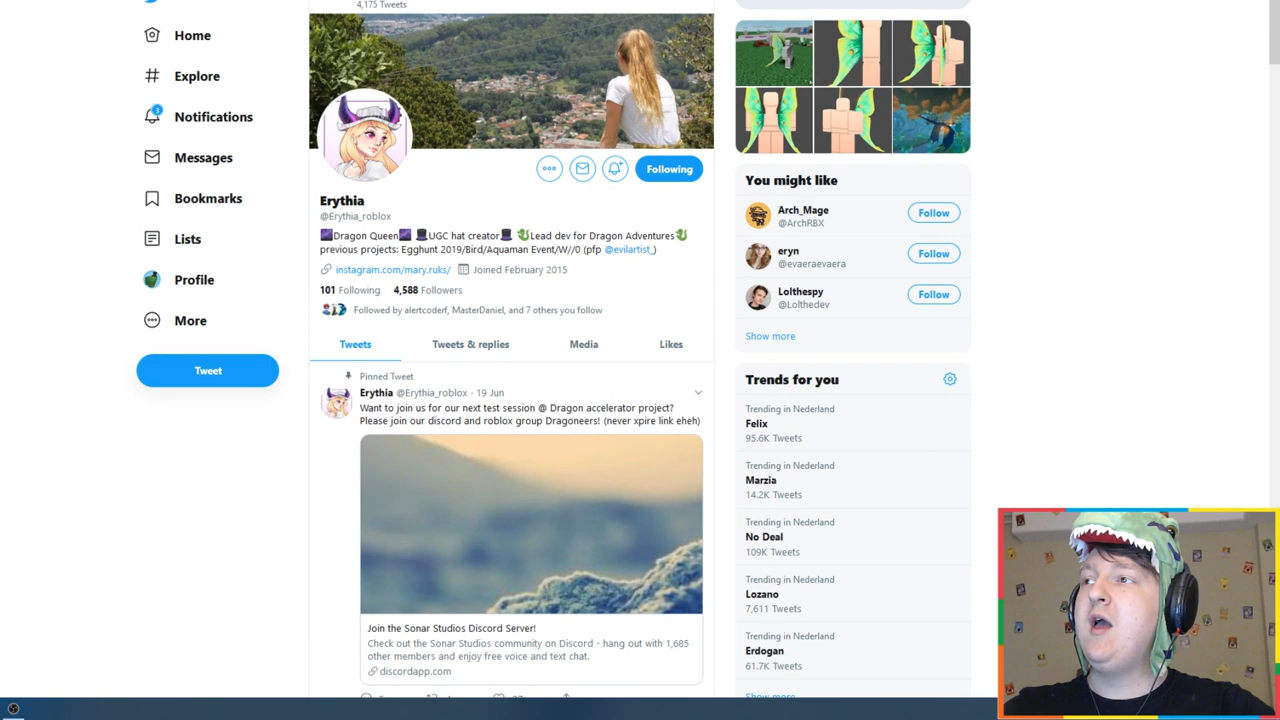 4,175 Tweets
Home
Explore
3
Notifications
Messages
Bookmarks
Lists
Profile
More
Tweet
Following
Erythia
@Erythia_roblox
Dragon Queen UGC hat creator Lead dev for Dragon Adventures
previous projects: Egghunt 2019/Bird/Aquaman Event/W//0 (pfp @evilartist_)
instagram.com/mary.ruks/ Joined February 2015
101 Following 4,588 Followers
Followed by alertcoderf, MasterDaniel, and 7 others you follow
Tweets Tweets & replies Media Likes
Pinned Tweet
Erythia @Erythia_roblox · 19 Jun
Want to join us for our next test session @ Dragon accelerator project?
Please join our discord and roblox group Dragoneers! (never xpire link eheh)
Join the Sonar Studios Discord Server!
Check out the Sonar Studios community on Discord - hang out with 1,685
other members and enjoy free voice and text chat.
discordapp.com
You might like
Arch_Mage
@ArchRBX
Follow
eryn
@evaeraevaera
Follow
Lolthespy
@Lolthedev
Follow
Show more
Trends for you
Trending in Nederland
Felix
95.6K Tweets
Trending in Nederland
Marzia
14.2K Tweets
Trending in Nederland
No Deal
109K Tweets
Trending in Nederland
Lozano
7,611 Tweets
Trending in Nederland
Erdogan
61.7K Tweets
Show more